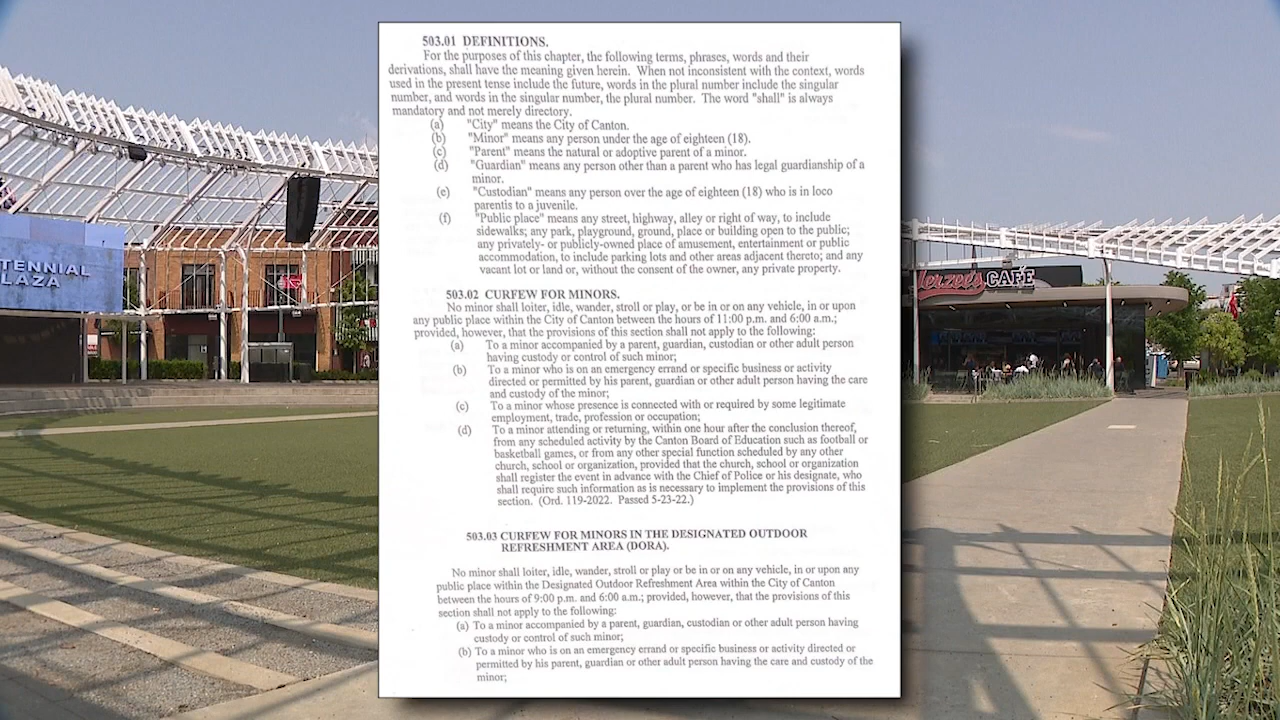 503.01 DEFINITIONS.
For the purposes of this chapter, the following terms, phrases, words and their
derivations, shall have the meaning given herein. When not inconsistent with the context, words
used in the present tense include the future, words in the plural number include the singular
number, and words in the singular number, the plural number. The word "shall" is always
mandatory and not merely directory.
(a) "City" means the City of Canton.
(b) "Minor" means any person under the age of eighteen (18).
(c) "Parent" means the natural or adoptive parent of a minor.
(d) "Guardian" means any person other than a parent who has legal guardianship of a
minor.
(e) "Custodian" means any person over the age of eighteen (18) who is in loco
parentis to a juvenile.
(f) "Public place" means any street, highway, alley or right of way, to include
sidewalks; any park, playground, ground, place or building open to the public;
any privately- or publicly-owned place of amusement, entertainment or public
accommodation, to include parking lots and other areas adjacent thereto; and any
vacant lot or land or, without the consent of the owner, any private property.
503.02 CURFEW FOR MINORS.
No minor shall loiter, idle, wander, stroll or play, or be in or on any vehicle, in or upon
any public place within the City of Canton between the hours of 11:00 p.m. and 6:00 a.m.;
provided, however, that the provisions of this section shall not apply to the following:
(a) To a minor accompanied by a parent, guardian, custodian or other adult person
having custody or control of such minor;
(b) To a minor who is on an emergency errand or specific business or activity
directed or permitted by his parent, guardian or other adult person having the care
and custody of the minor;
(c) To a minor whose presence is connected with or required by some legitimate
employment, trade, profession or occupation;
(d) To a minor attending or returning, within one hour after the conclusion thereof,
from any scheduled activity by the Canton Board of Education such as football or
basketball games, or from any other special function scheduled by any other
church, school or organization, provided that the church, school or organization
shall register the event in advance with the Chief of Police or his designate, who
shall require such information as is necessary to implement the provisions of this
section. (Ord. 119-2022. Passed 5-23-22.)
503.03 CURFEW FOR MINORS IN THE DESIGNATED OUTDOOR
REFRESHMENT AREA (DORA).
No minor shall loiter, idle, wander, stroll or play or be in or on any vehicle, in or upon any
public place within the Designated Outdoor Refreshment Area within the City of Canton
between the hours of 9:00 p.m. and 6:00 a.m.; provided, however, that the provisions of this
section shall not apply to the following:
(a) To a minor accompanied by a parent, guardian, custodian or other adult person having
custody or control of such minor;
(b) To a minor who is on an emergency errand or specific business or activity directed or
permitted by his parent, guardian or other adult person having the care and custody of the
minor;
TENNIAL
LAZA
erzee's CAFÉ